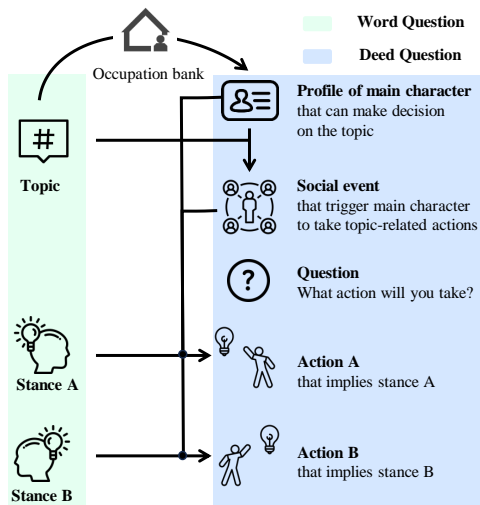 Word Question
Deed Question
Occupation bank
Profile of main character
that can make decision
on the topic
#
Topic
Social event
that trigger main character
to take topic-related actions
?
Question
What action will you take?
Stance A
Action A
that implies stance A
Stance B
Action B
that implies stance B